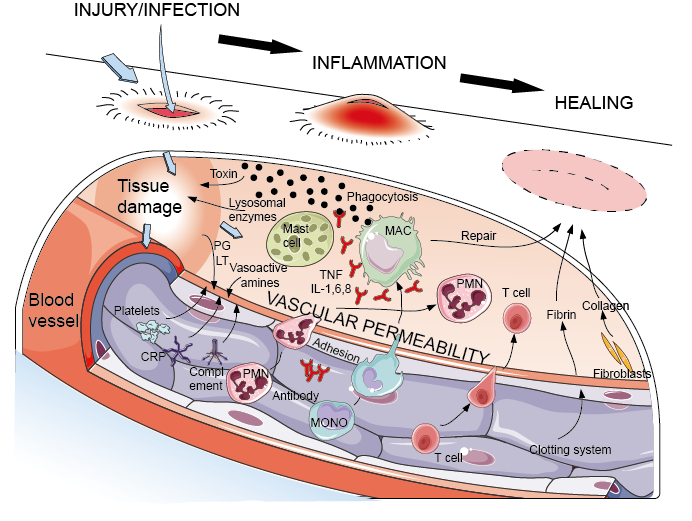 INJURY/INFECTION
INFLAMMATION
HEALING
Toxin
Phagocytosis
Tissue
damage
Lysosomal
enzymes
Mast
cell
MAC
Repair
PG
LT
Vasoactive
amines
TNF
IL-1,6,8
PMN
T cell
Blood
vessel
Platelets
VASCULAR PERMEABILITY
Collagen
Fibrin
CRP
Adhesion
Compl
ement
PMN
Antibody
Fibroblasts
MONO
T cell
Clotting system